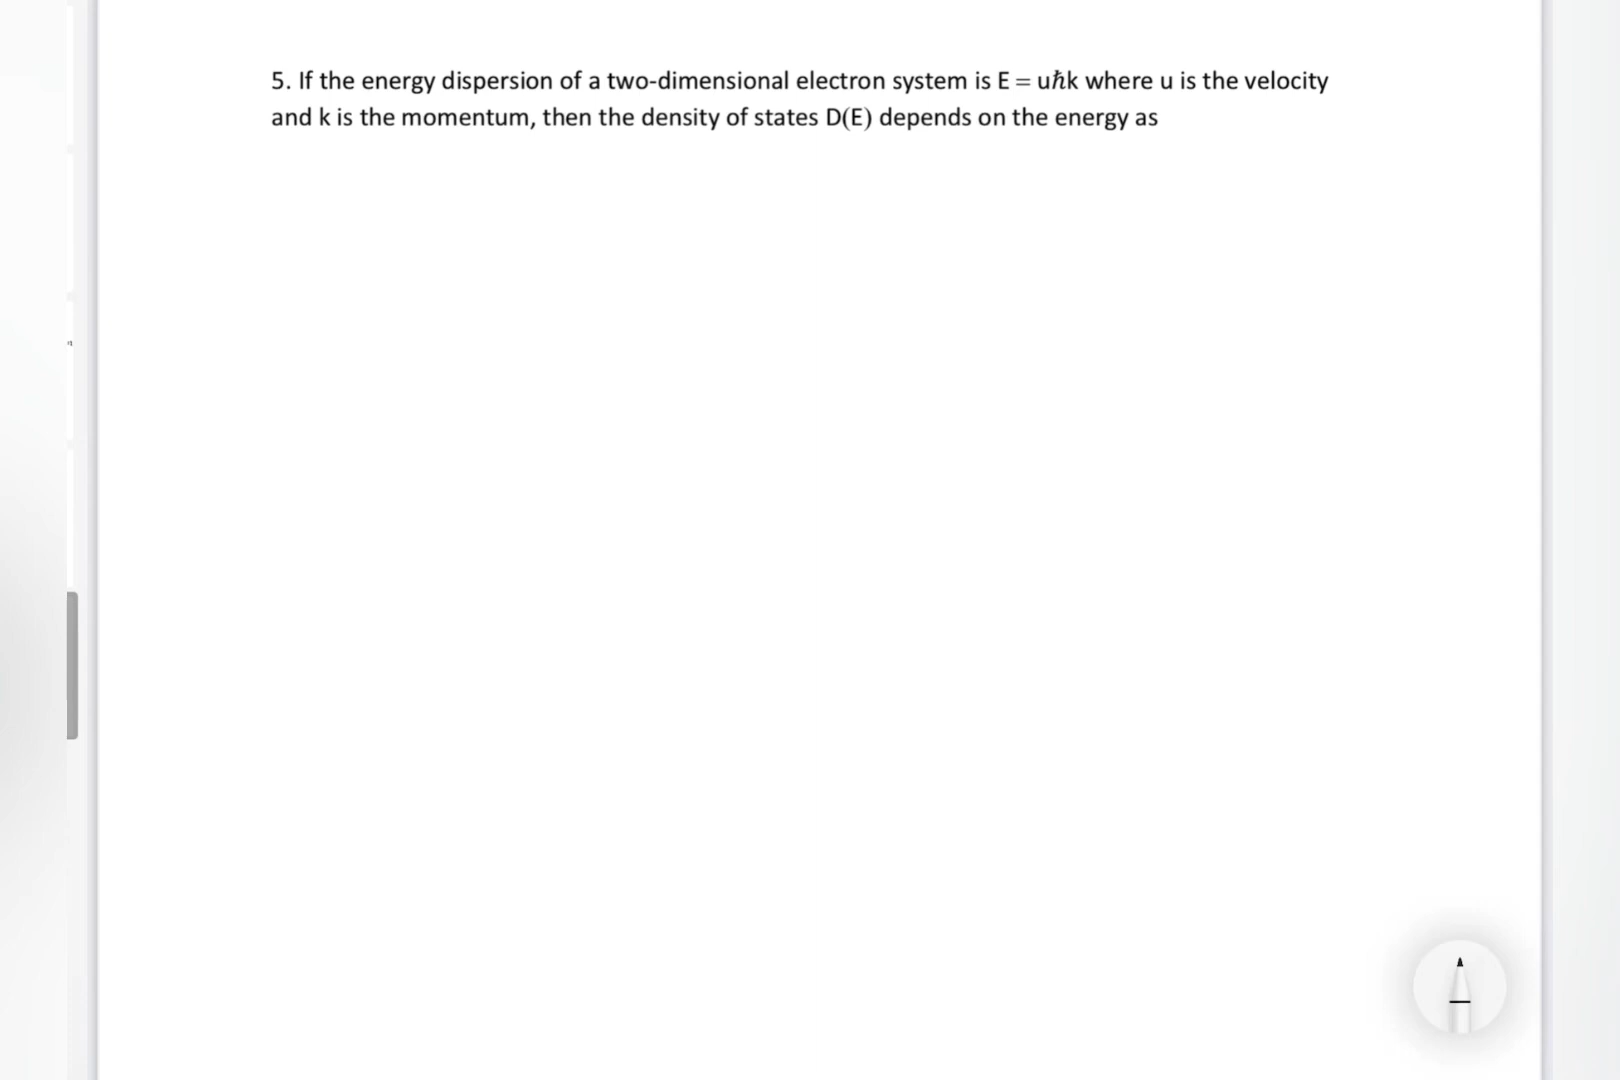 5. If the energy dispersion of a two-dimensional electron system is E = uℏk where u is the velocity
and k is the momentum, then the density of states D(E) depends on the energy as